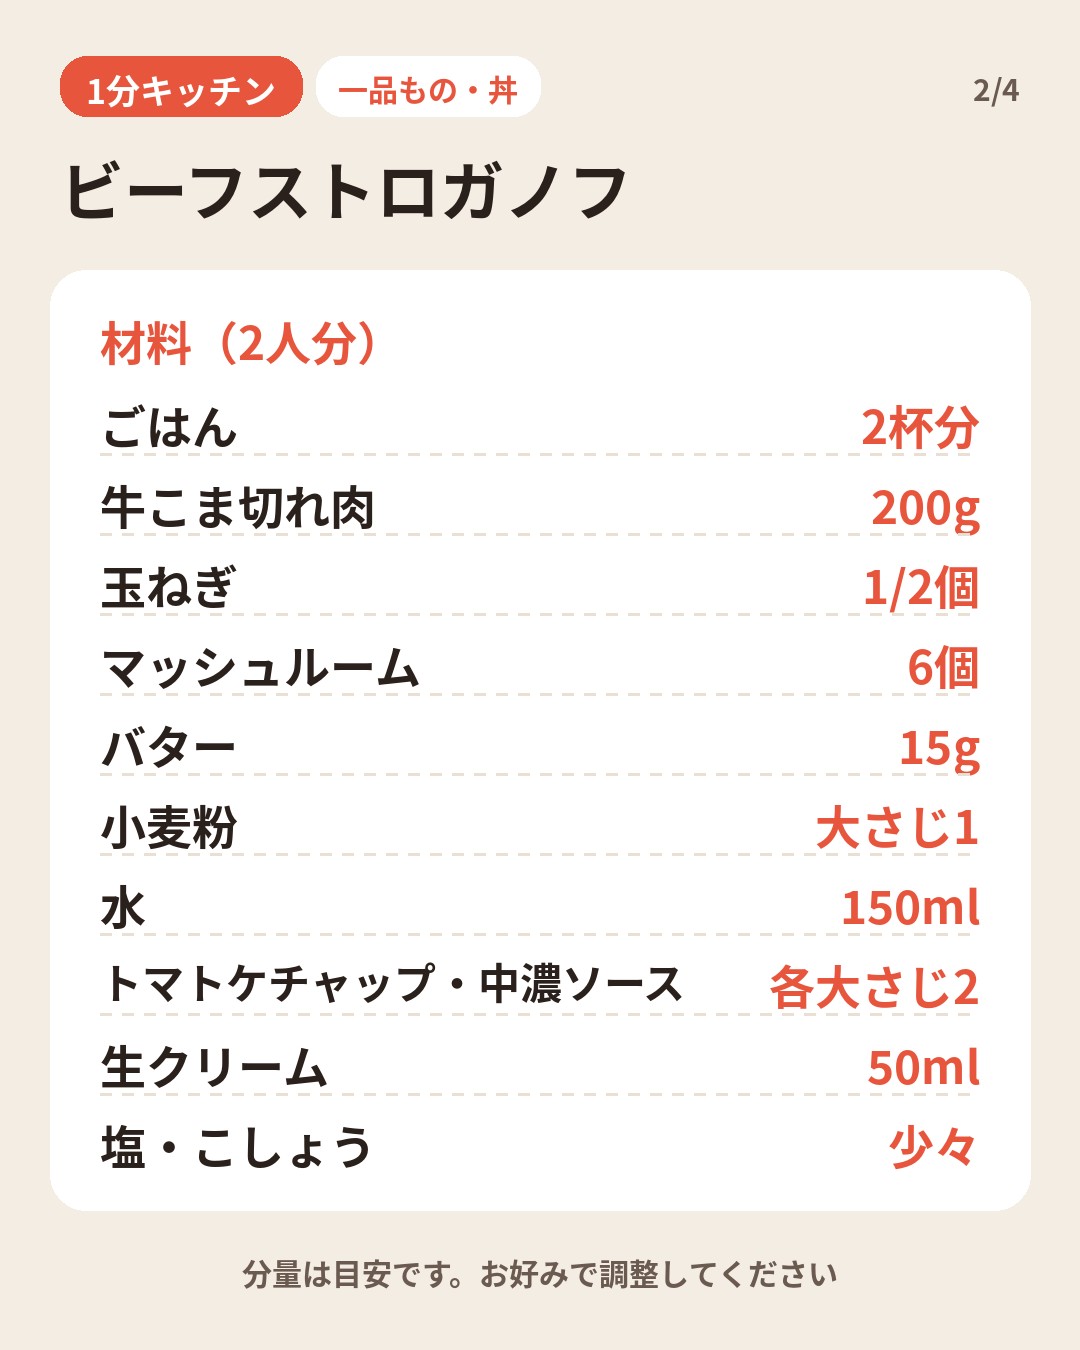 1分キッチン 一品もの・丼 2/4
ビーフストロガノフ
材料（2人分）
ごはん 2杯分
牛こま切れ肉 200g
玉ねぎ 1/2個
マッシュルーム 6個
バター 15g
小麦粉 大さじ1
水 150ml
トマトケチャップ・中濃ソース 各大さじ2
生クリーム 50ml
塩・こしょう 少々
分量は目安です。お好みで調整してください